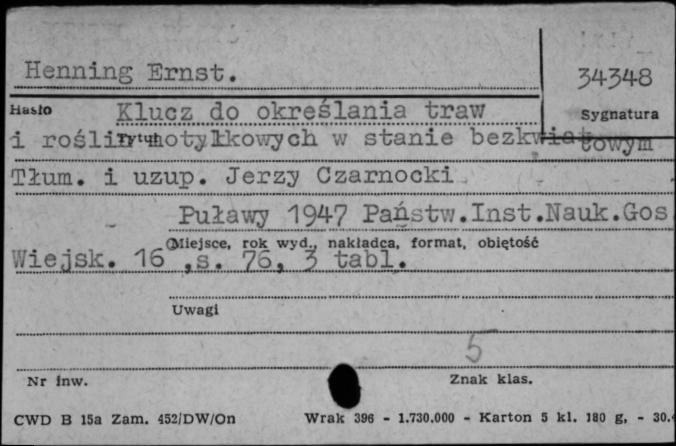 Henning Ernst.
34348
Hasło Klucz do określania traw
Sygnatura
Tytuł
i roślin motylkowych w stanie bezkwiatowym
Tłum. i uzup. Jerzy Czarnocki
Puławy 1947 Państw.Inst.Nauk.Gos
Miejsce, rok wyd., nakładca, format, objętość
Wiejsk. 16 ,s. 76, 3 tabl.
Uwagi
5
Nr inw.
Znak klas.
CWD B 15a Zam. 452/DW/On Wrak 396 - 1.730.000 - Karton 5 kl. 180 g, - 30.